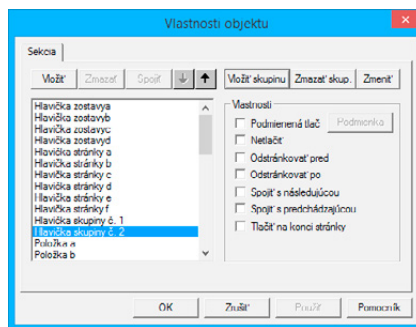 Vlastnosti objektu
Sekcia
Vložiť Zmazať Spojiť Vložiť skupinu Zmazať skup. Zmeniť
Hlavička zostavya
Hlavička zostavyb
Hlavička zostavyc
Hlavička zostavyd
Hlavička stránky a
Hlavička stránky b
Hlavička stránky c
Hlavička stránky d
Hlavička stránky e
Hlavička stránky f
Hlavička skupiny č. 1
Hlavička skupiny č. 2
Položka a
Položka b
Vlastnosti
Podmienená tlač Podmienka
Netlačiť
Odstránkovať pred
Odstránkovať po
Spojiť s následujúcou
Spojiť s predchádzajúcou
Tlačiť na konci stránky
OK Zrušiť Použiť Pomocník